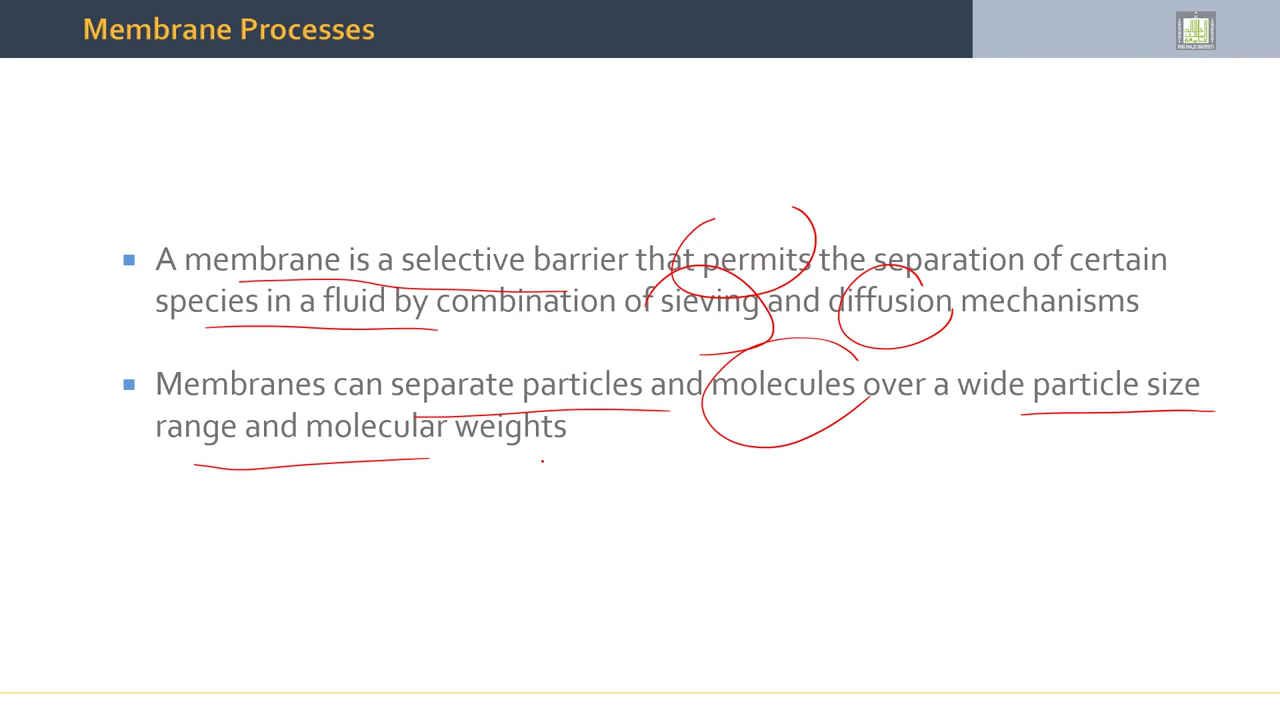 Membrane Processes
A membrane is a selective barrier that permits the separation of certain
species in a fluid by combination of sieving and diffusion mechanisms
Membranes can separate particles and molecules over a wide particle size
range and molecular weights